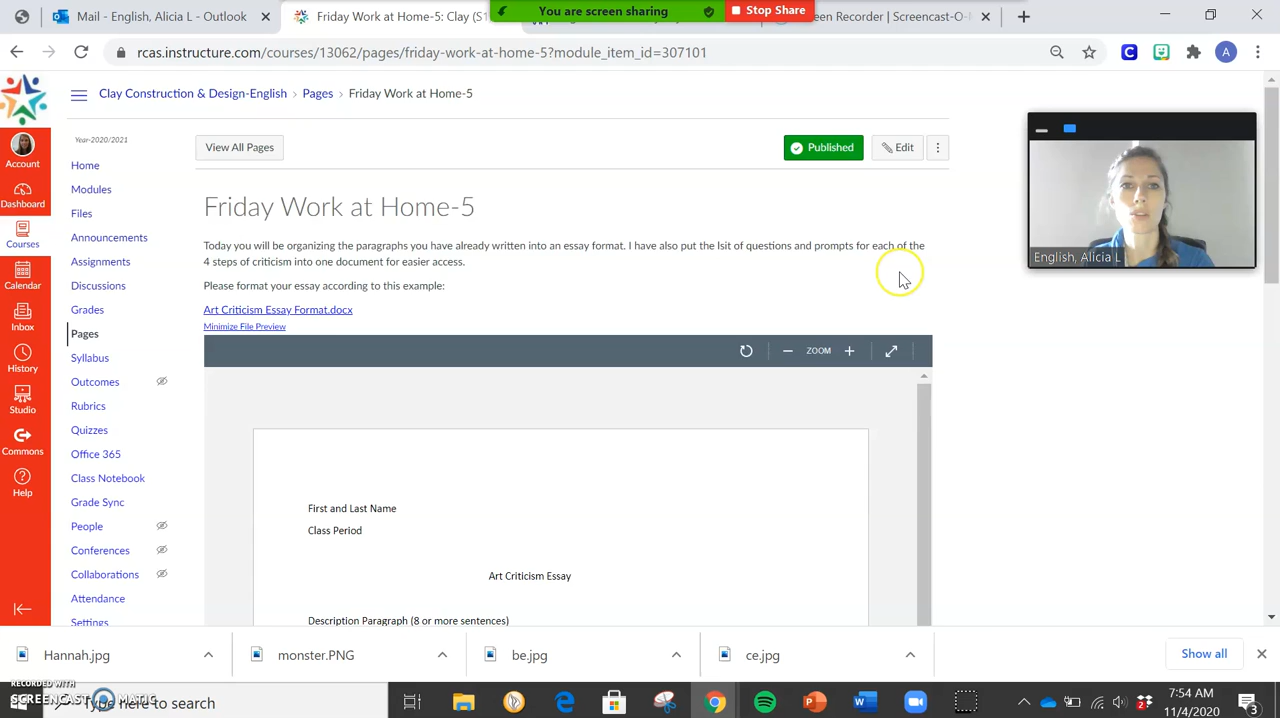 Mail - English, Alicia L - Outlook
Friday Work at Home-5: Clay (S1
You are screen sharing
Stop Share
een Recorder | Screencast-O-
rcas.instructure.com/courses/13062/pages/friday-work-at-home-5?module_item_id=307101
A
Clay Construction & Design-English › Pages › Friday Work at Home-5
Year-2020/2021
View All Pages
Published
Edit
Account
Dashboard
Courses
Calendar
Inbox
History
Studio
Commons
Help
Home
Modules
Files
Announcements
Assignments
Discussions
Grades
Pages
Syllabus
Outcomes
Rubrics
Quizzes
Office 365
Class Notebook
Grade Sync
People
Conferences
Collaborations
Attendance
Settings
Friday Work at Home-5
Today you will be organizing the paragraphs you have already written into an essay format. I have also put the lsit of questions and prompts for each of the
4 steps of criticism into one document for easier access.
Please format your essay according to this example:
Art Criticism Essay Format.docx
Minimize File Preview
ZOOM
First and Last Name
Class Period
Art Criticism Essay
Description Paragraph (8 or more sentences)
English, Alicia L
Hannah.jpg
monster.PNG
be.jpg
ce.jpg
Show all
RECORDED WITH
SCREENCAST MATIC
Type here to search
7:54 AM
11/4/2020
3